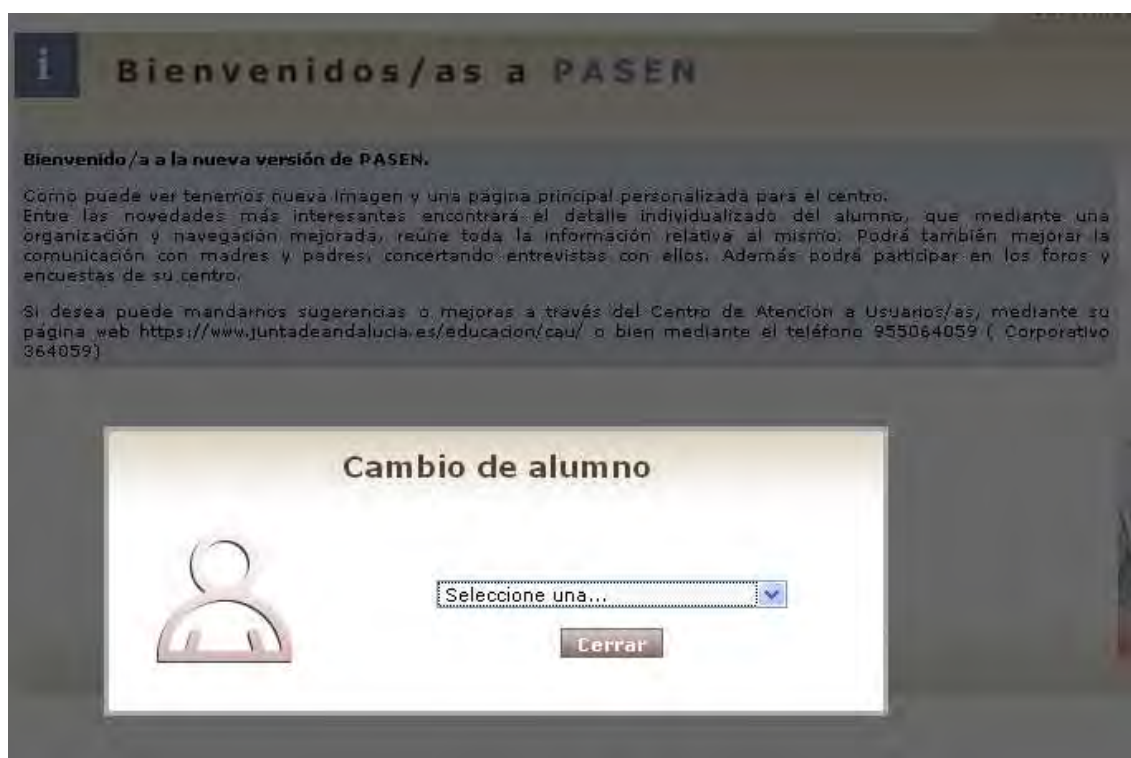 i
Bienvenidos/as a PASEN
Bienvenido/a a la nueva versión de PASEN.
Como puede ver tenemos nueva imagen y una página principal personalizada para el centro.
Entre las novedades más interesantes encontrará el detalle individualizado del alumno, que mediante una
organización y navegación mejorada, reúne toda la información relativa al mismo. Podrá también mejorar la
comunicación con madres y padres, concertando entrevistas con ellos. Además podrá participar en los foros y
encuestas de su centro.
Si desea puede mandarnos sugerencias o mejoras a través del Centro de Atención a Usuarios/as, mediante su
página web https://www.juntadeandalucia.es/educacion/cau/ o bien mediante el teléfono 955064059 ( Corporativo
364059)
Cambio de alumno
Seleccione una...
Cerrar